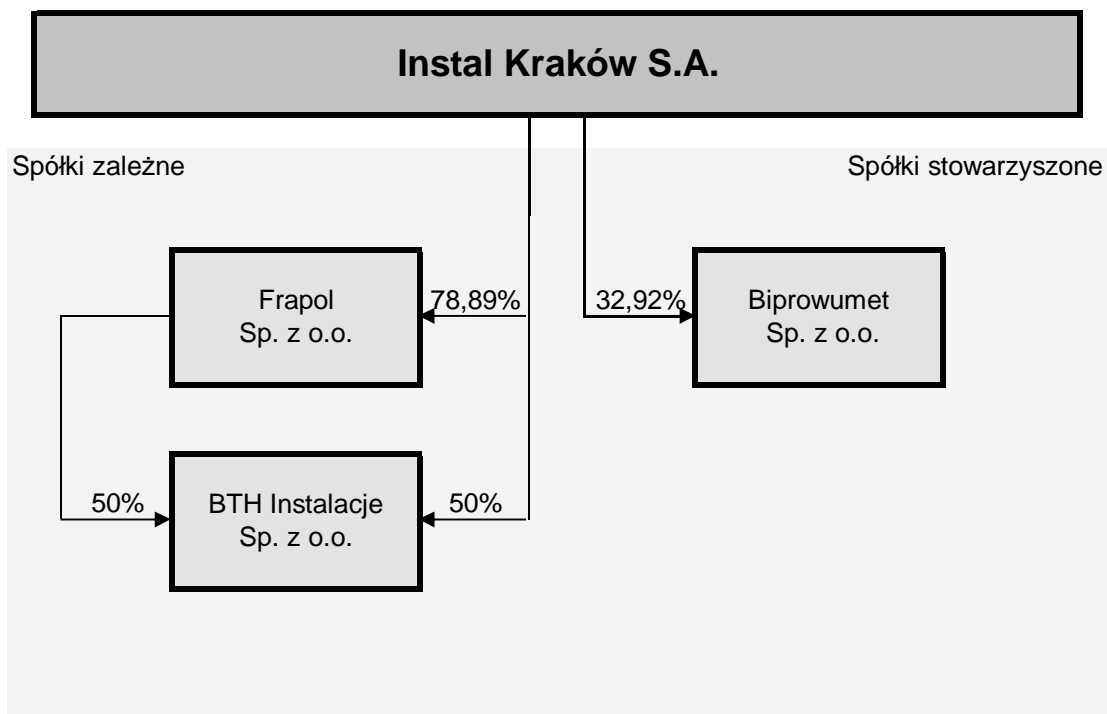 Instal Kraków S.A.
Spółki zależne
Spółki stowarzyszone
Frapol
Sp. z o.o.
78,89%
32,92%
Biprowumet
Sp. z o.o.
50%
BTH Instalacje
Sp. z o.o.
50%